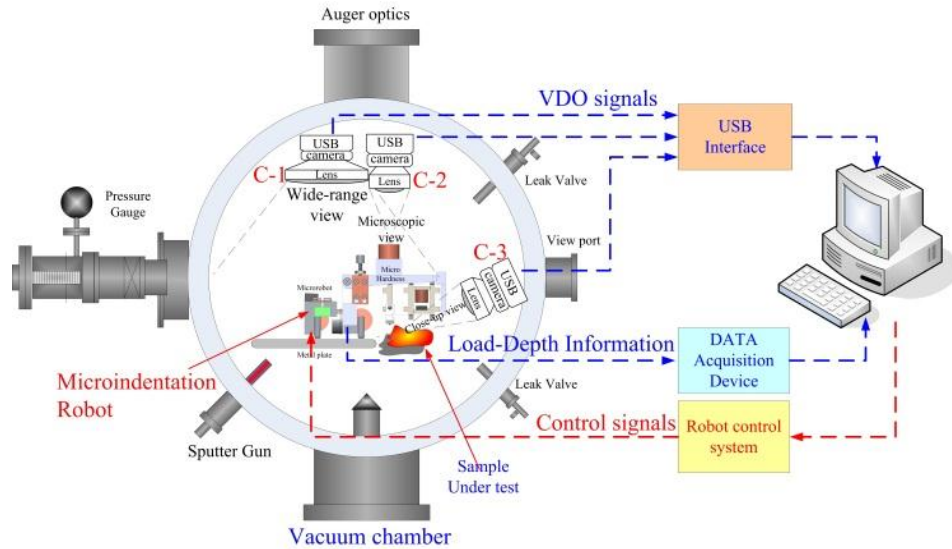 Auger optics
VDO signals
USB
Interface
USB
camera
Lens
C-1
USB
camera
Lens
C-2
Wide-range
view
Microscopic
view
Leak Valve
Pressure
Gauge
View port
C-3
USB
camera
Lens
Close-up view
Micro
Hardness
Microrobot
Metal plate
Load-Depth Information
DATA
Acquisition
Device
Microindentation
Robot
Leak Valve
Control signals
Robot control
system
Sputter Gun
Sample
Under test
Vacuum chamber